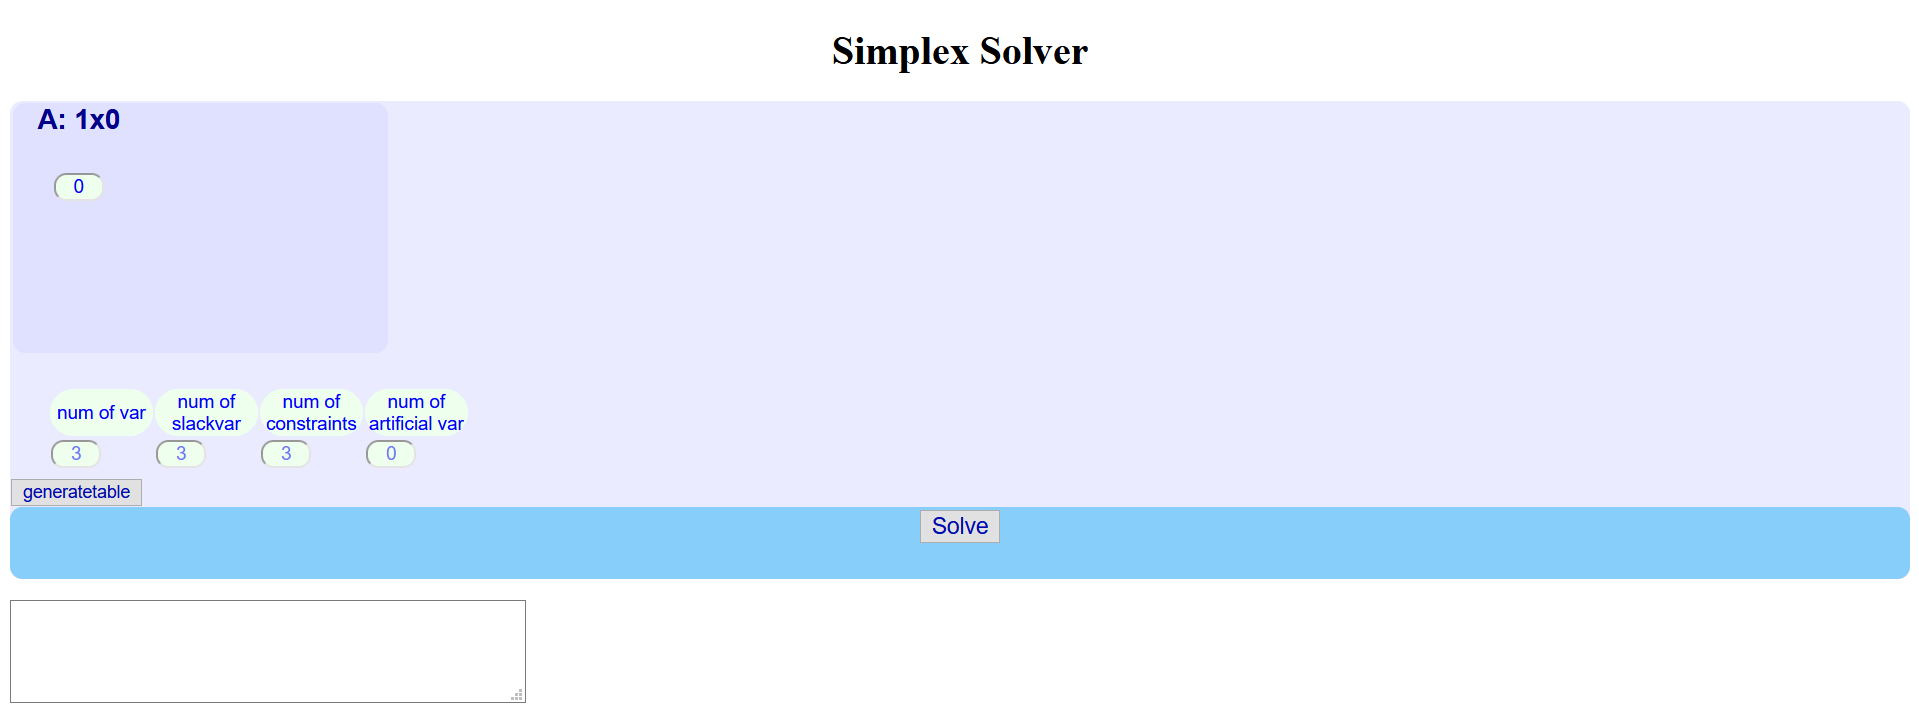 Simplex Solver
A: 1x0
0
num of var
num of
slackvar
num of
constraints
num of
artificial var
3
3
3
0
generatetable
Solve